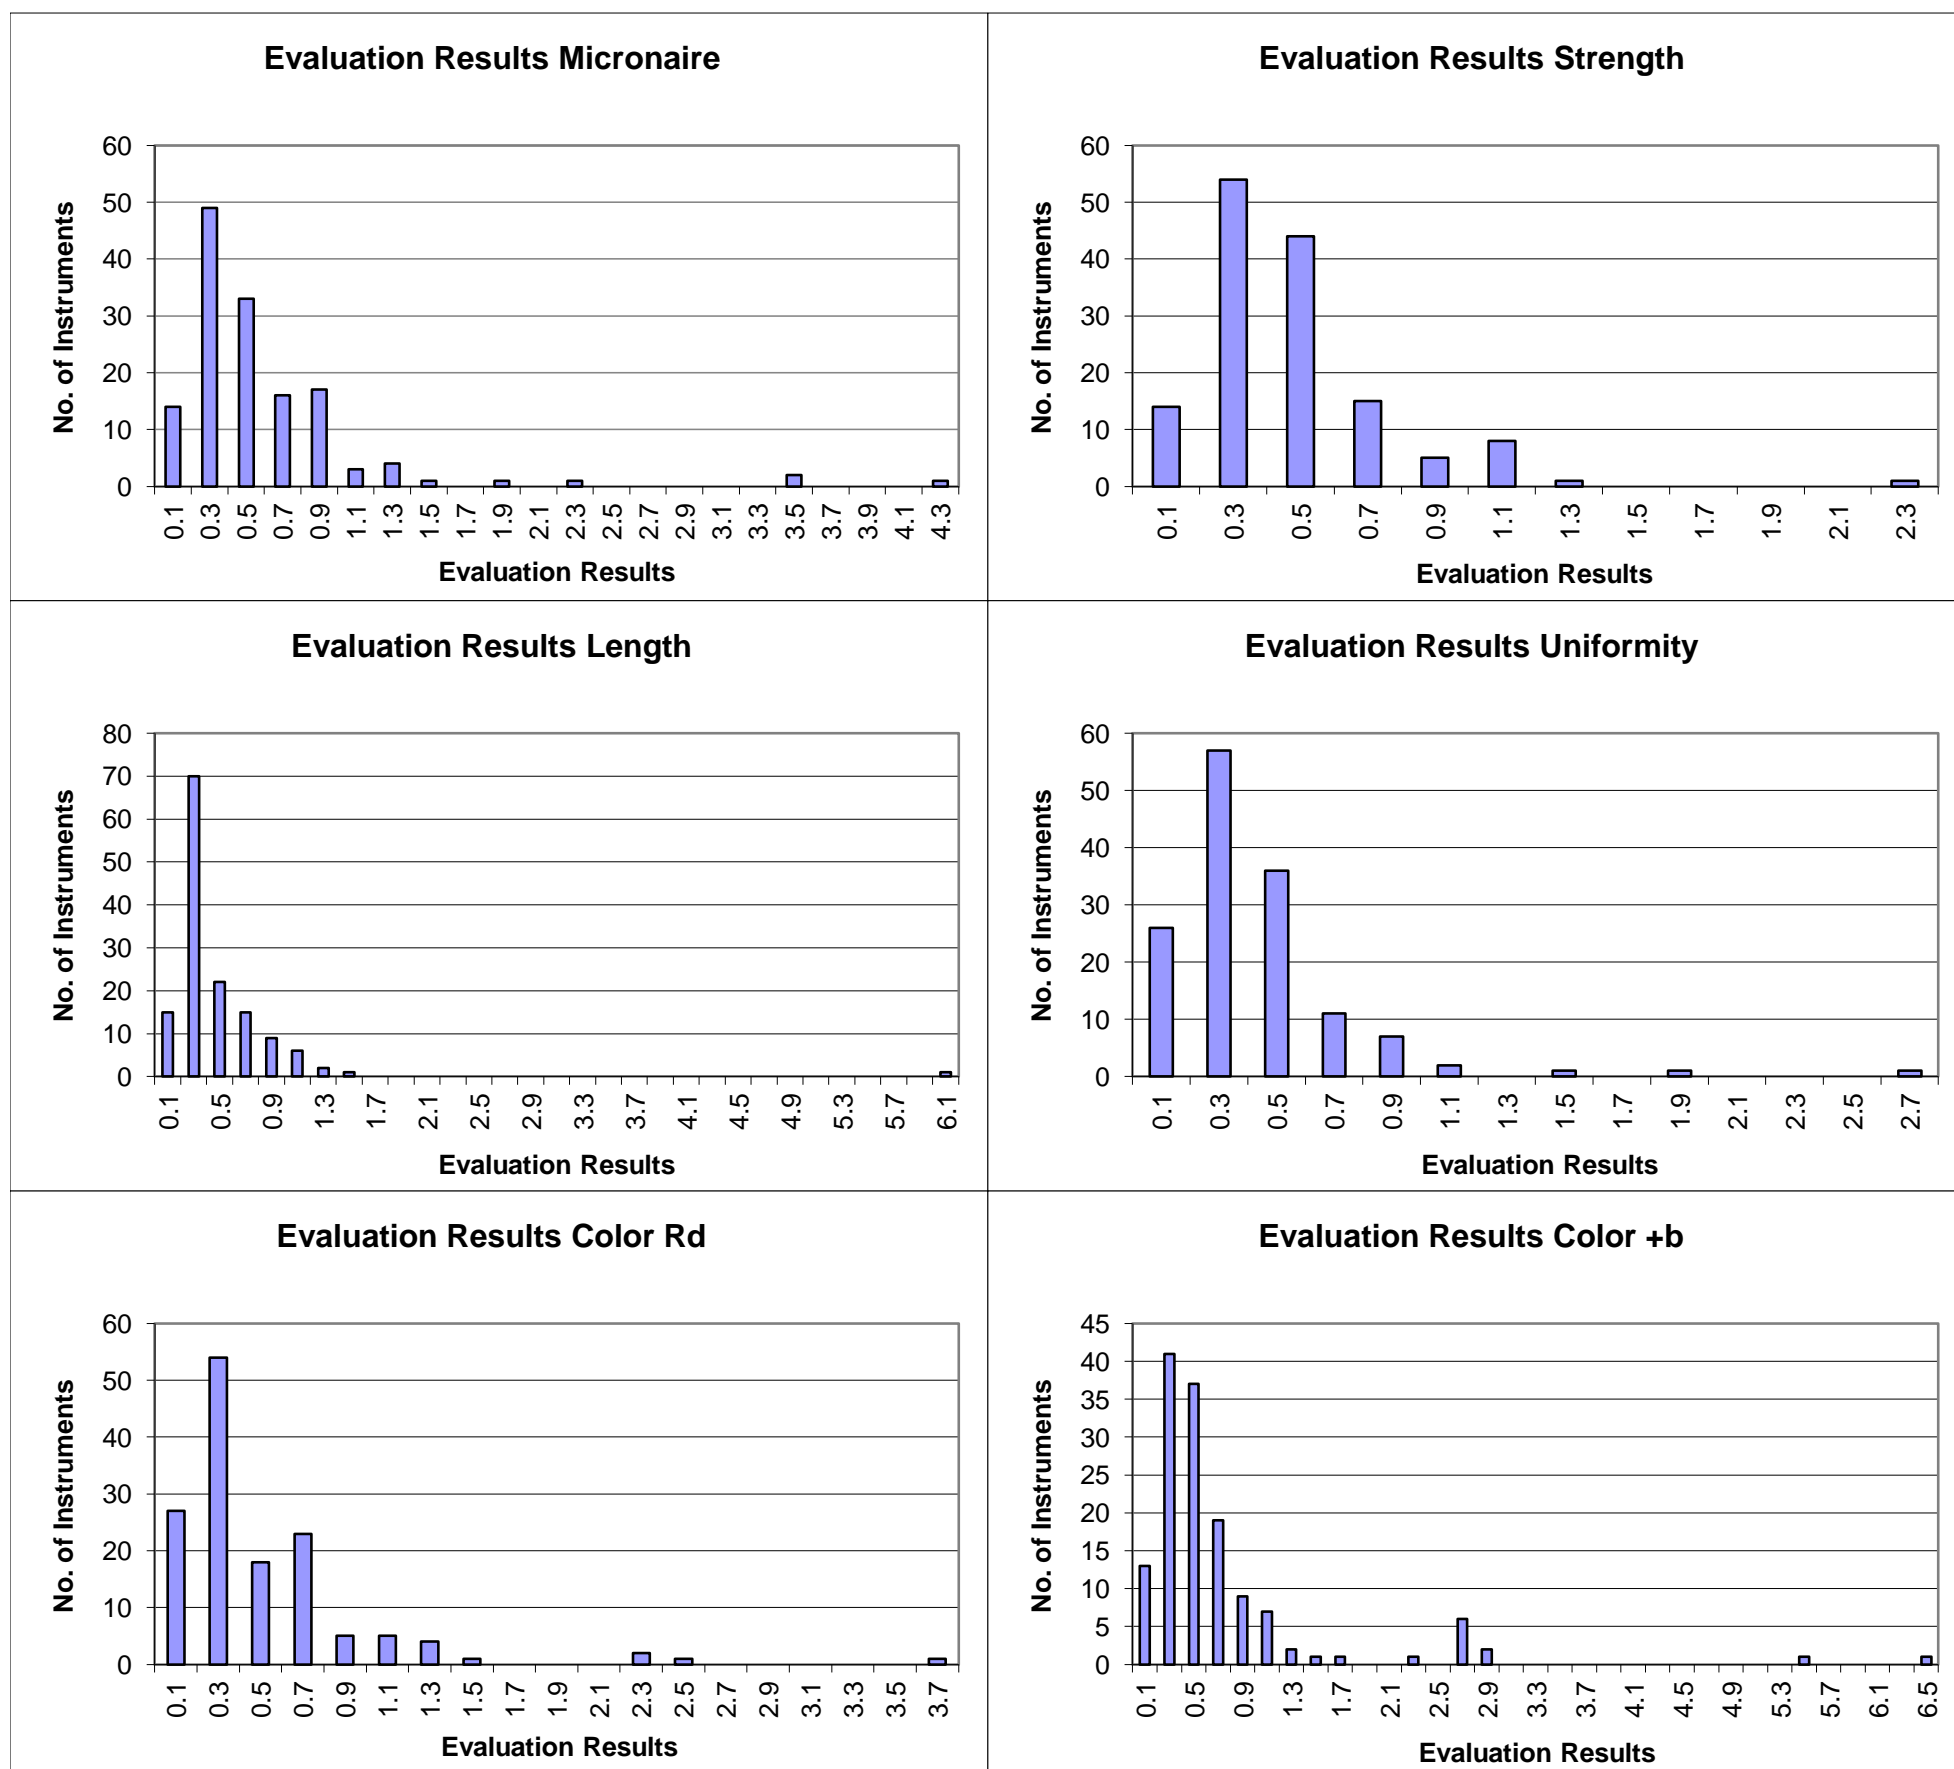 Evaluation Results Micronaire
60
50
40
30
20
10
0
No. of Instruments
0.1 0.3 0.5 0.7 0.9 1.1 1.3 1.5 1.7 1.9 2.1 2.3 2.5 2.7 2.9 3.1 3.3 3.5 3.7 3.9 4.1 4.3
Evaluation Results
Evaluation Results Strength
60
50
40
30
20
10
0
No. of Instruments
0.1 0.3 0.5 0.7 0.9 1.1 1.3 1.5 1.7 1.9 2.1 2.3
Evaluation Results
Evaluation Results Length
80
70
60
50
40
30
20
10
0
No. of Instruments
0.1 0.5 0.9 1.3 1.7 2.1 2.5 2.9 3.3 3.7 4.1 4.5 4.9 5.3 5.7 6.1
Evaluation Results
Evaluation Results Uniformity
60
50
40
30
20
10
0
No. of Instruments
0.1 0.3 0.5 0.7 0.9 1.1 1.3 1.5 1.7 1.9 2.1 2.3 2.5 2.7
Evaluation Results
Evaluation Results Color Rd
60
50
40
30
20
10
0
No. of Instruments
0.1 0.3 0.5 0.7 0.9 1.1 1.3 1.5 1.7 1.9 2.1 2.3 2.5 2.7 2.9 3.1 3.3 3.5 3.7
Evaluation Results
Evaluation Results Color +b
45
40
35
30
25
20
15
10
5
0
No. of Instruments
0.1 0.5 0.9 1.3 1.7 2.1 2.5 2.9 3.3 3.7 4.1 4.5 4.9 5.3 5.7 6.1 6.5
Evaluation Results